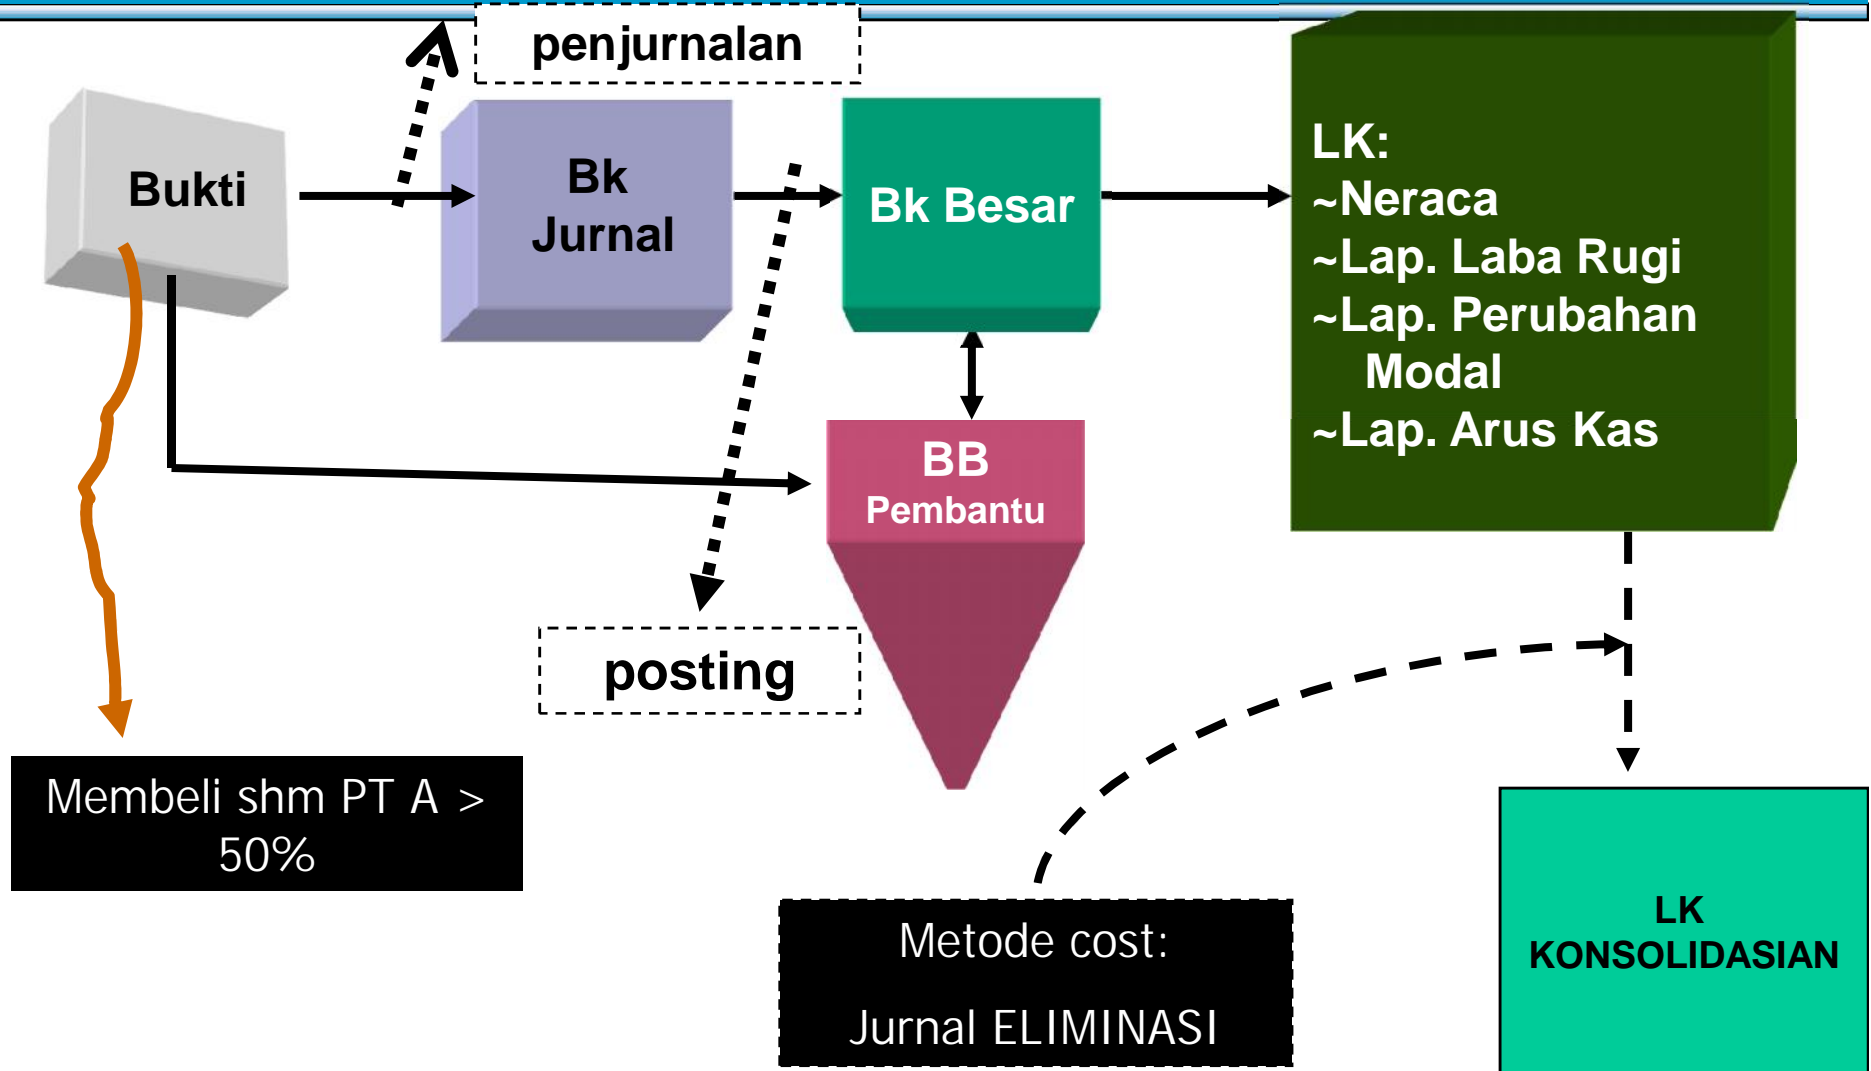 penjurnalan
Bukti
Bk
Jurnal
Bk Besar
LK:
~Neraca
~Lap. Laba Rugi
~Lap. Perubahan
Modal
~Lap. Arus Kas
BB
Pembantu
posting
Membeli shm PT A >
50%
Metode cost:
Jurnal ELIMINASI
LK
KONSOLIDASIAN